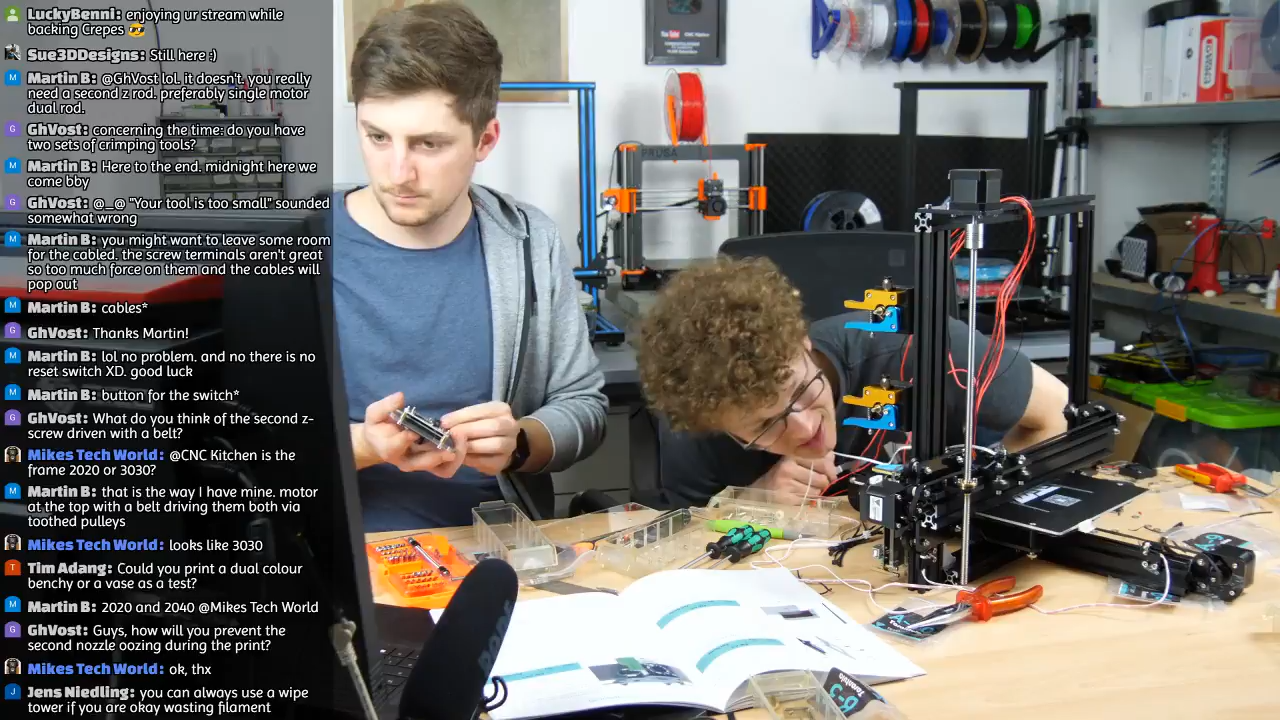 LuckyBenni: enjoying ur stream while
backing Crepes 😎
Sue3DDesigns: Still here :)
Martin B: @GhVost lol. it doesn't. you really
need a second z rod. preferably single motor
dual rod.
GhVost: concerning the time: do you have
two sets of crimping tools?
Martin B: Here to the end. midnight here we
come bby
GhVost: @_@ "Your tool is too small" sounded
somewhat wrong
Martin B: you might want to leave some room
for the cabled. the screw terminals aren't great
so too much force on them and the cables will
pop out
Martin B: cables*
GhVost: Thanks Martin!
Martin B: lol no problem. and no there is no
reset switch XD. good luck
Martin B: button for the switch*
GhVost: What do you think of the second z-
screw driven with a belt?
Mikes Tech World: @CNC Kitchen is the
frame 2020 or 3030?
Martin B: that is the way I have mine. motor
at the top with a belt driving them both via
toothed pulleys
Mikes Tech World: looks like 3030
Tim Adang: Could you print a dual colour
benchy or a vase as a test?
Martin B: 2020 and 2040 @Mikes Tech World
GhVost: Guys, how will you prevent the
second nozzle oozing during the print?
Mikes Tech World: ok, thx
Jens Niedling: You can always use a wipe
tower if you are obay wasting filament
YouTube
PRUSA
B-3